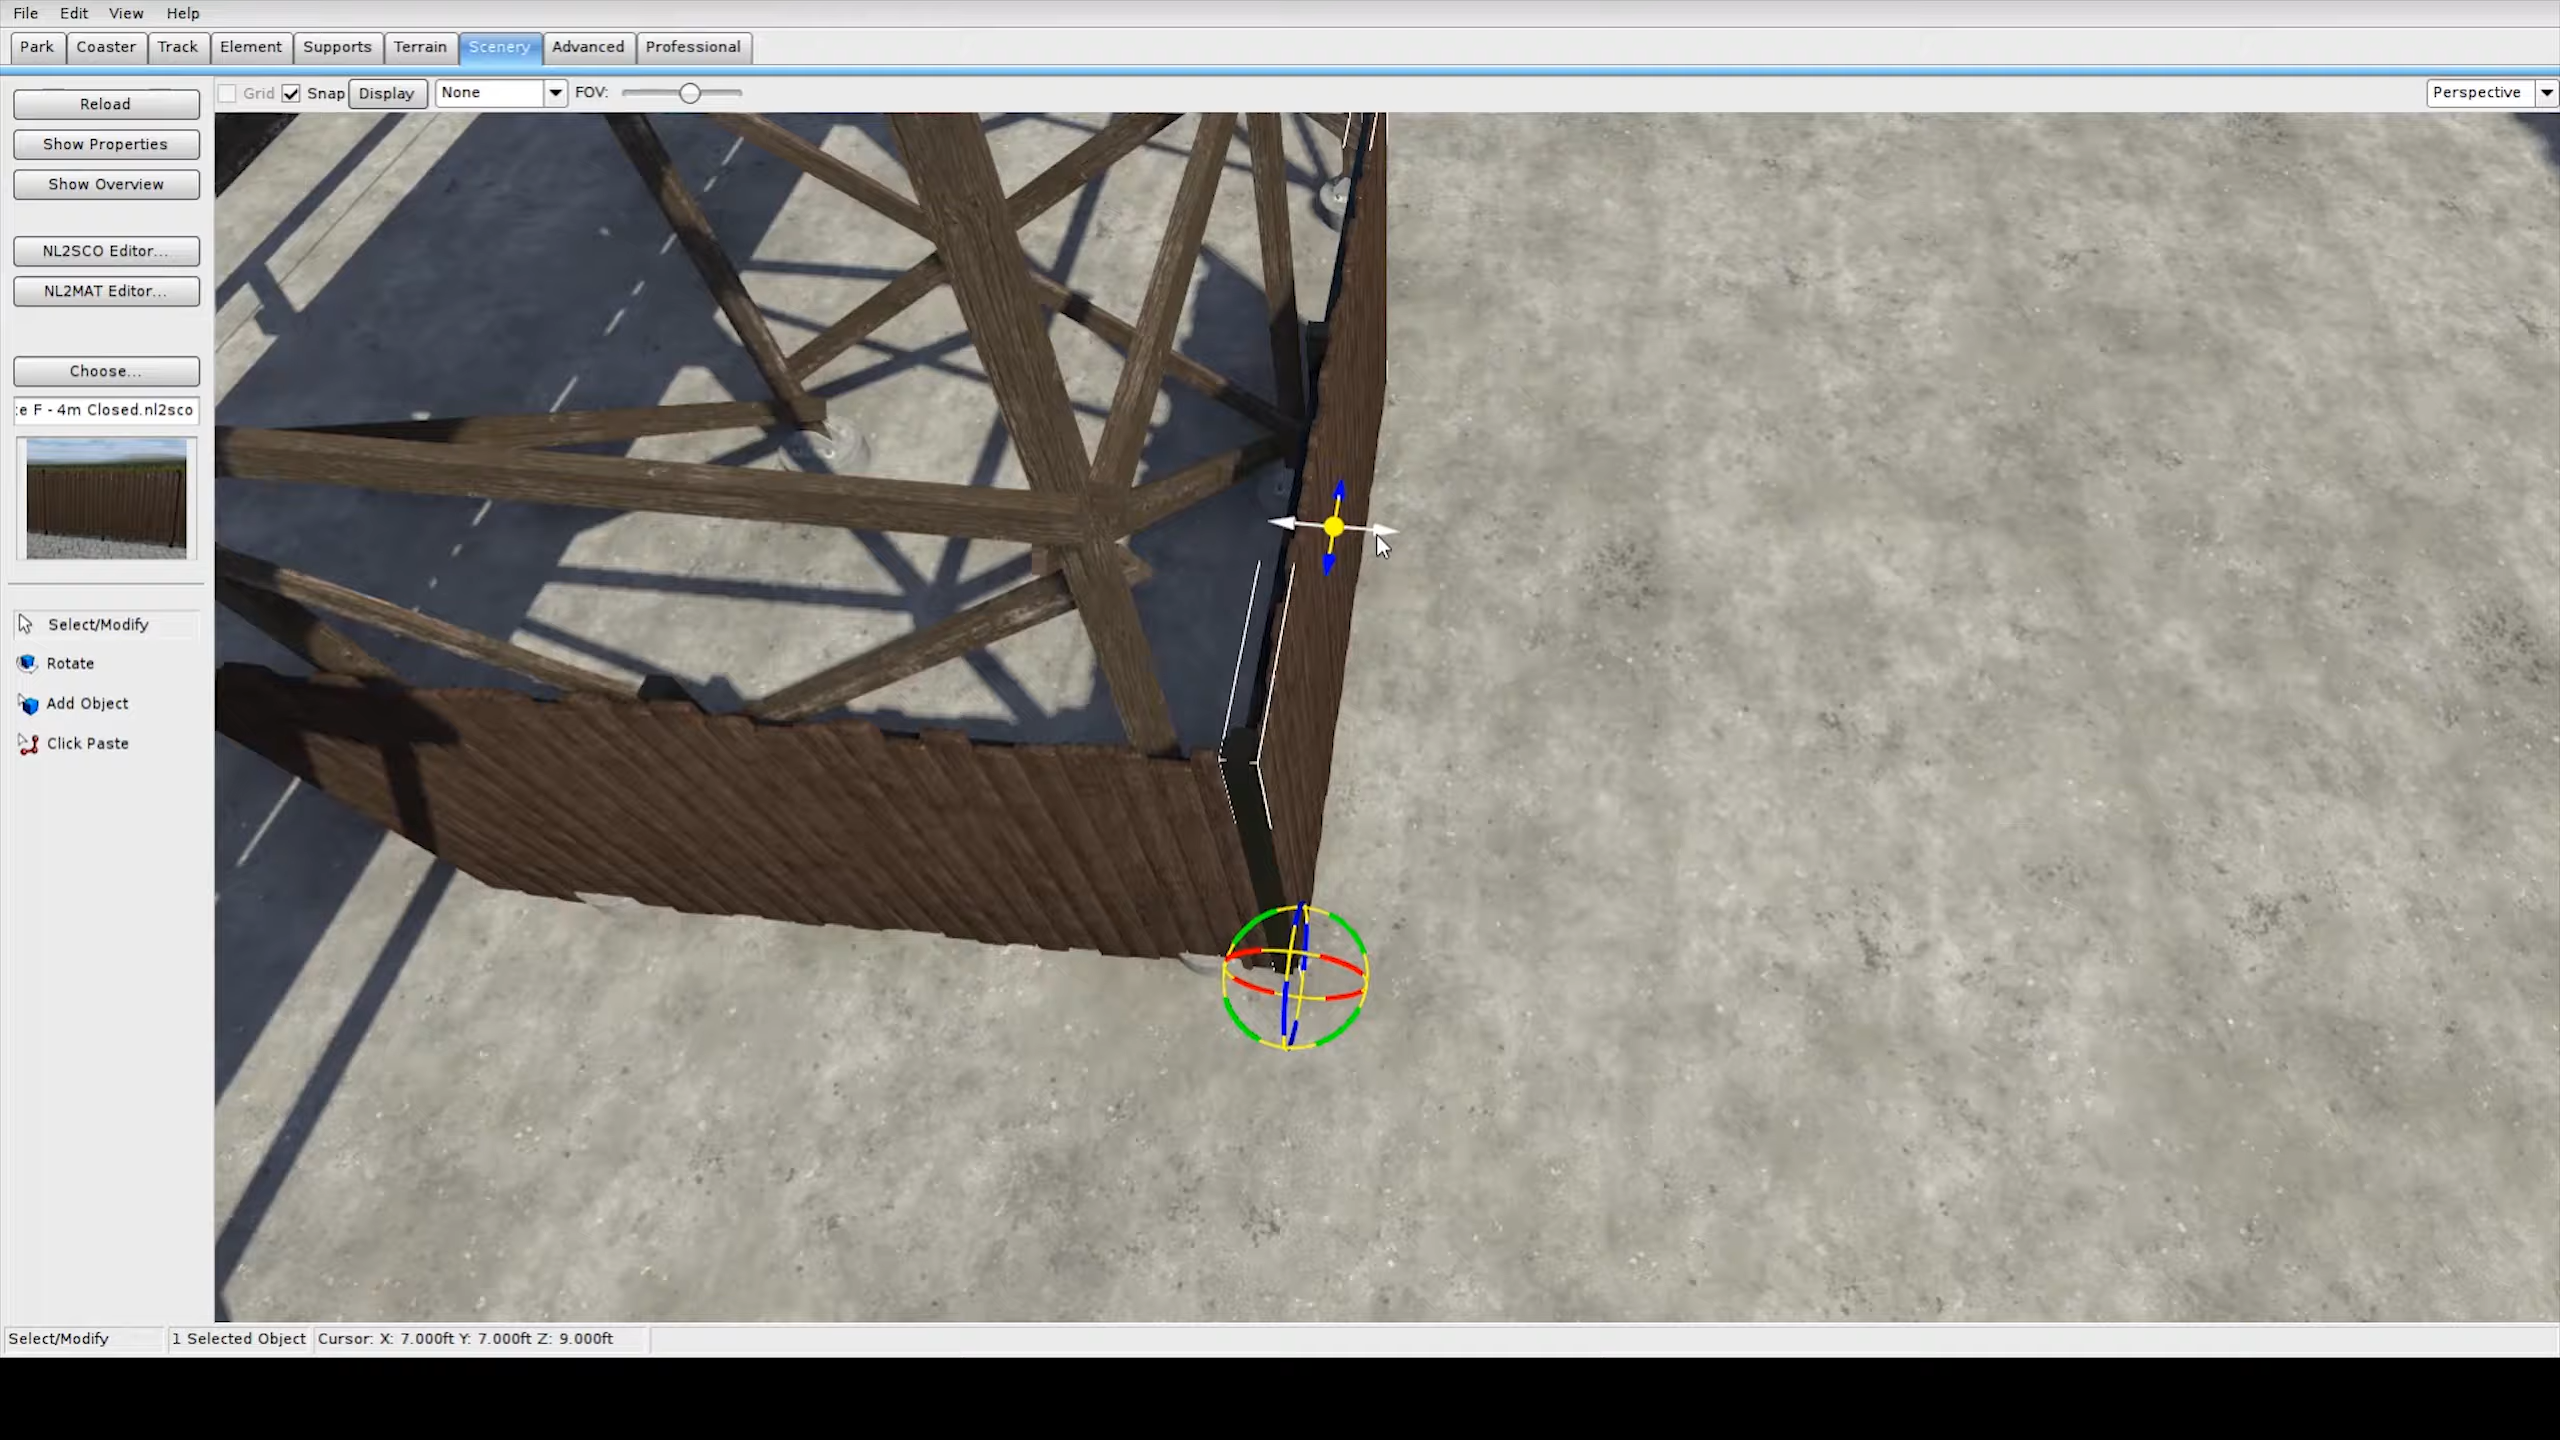 File Edit View Help
Park Coaster Track Element Supports Terrain Scenery Advanced Professional
Grid Snap Display None FOV: Perspective
Reload
Show Properties
Show Overview
NL2SCO Editor...
NL2MAT Editor...
Choose...
:e F - 4m Closed.nl2sco
Select/Modify
Rotate
Add Object
Click Paste
Select/Modify 1 Selected Object Cursor: X: 7.000ft Y: 7.000ft Z: 9.000ft